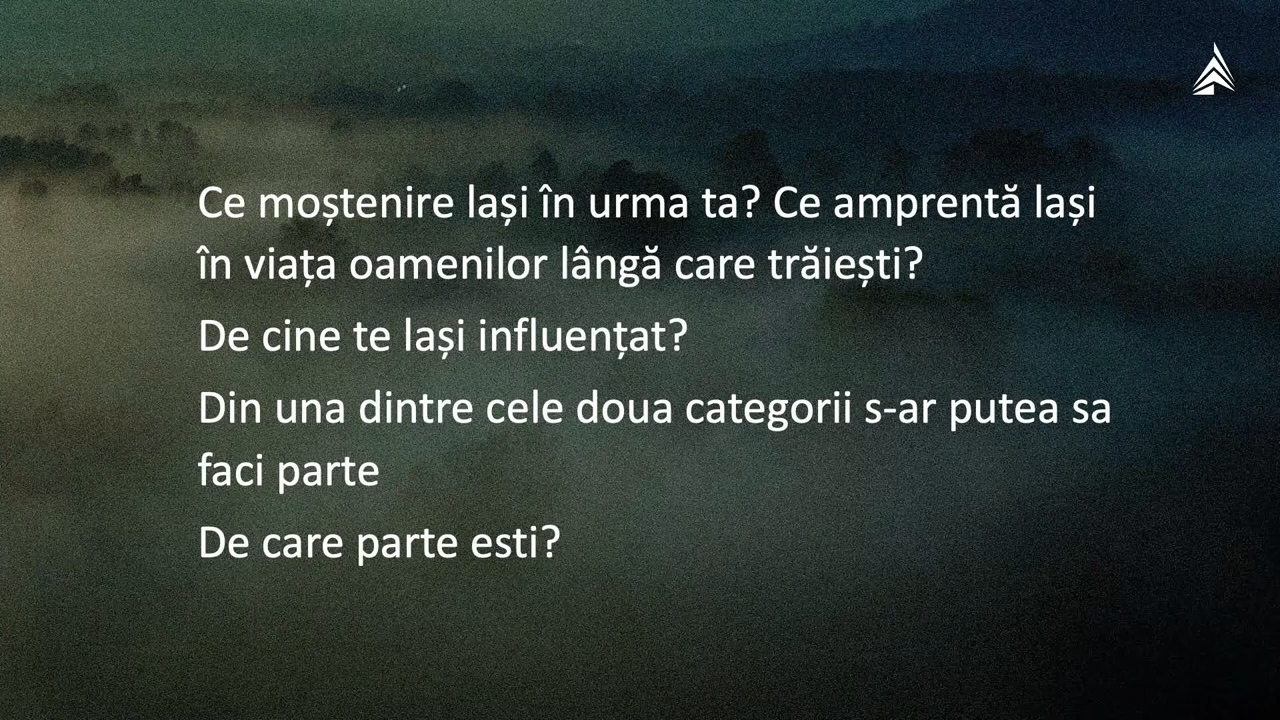 Ce moștenire lași în urma ta? Ce amprentă lași
în viața oamenilor lângă care trăiești?
De cine te lași influențat?
Din una dintre cele doua categorii s-ar putea sa
faci parte
De care parte esti?